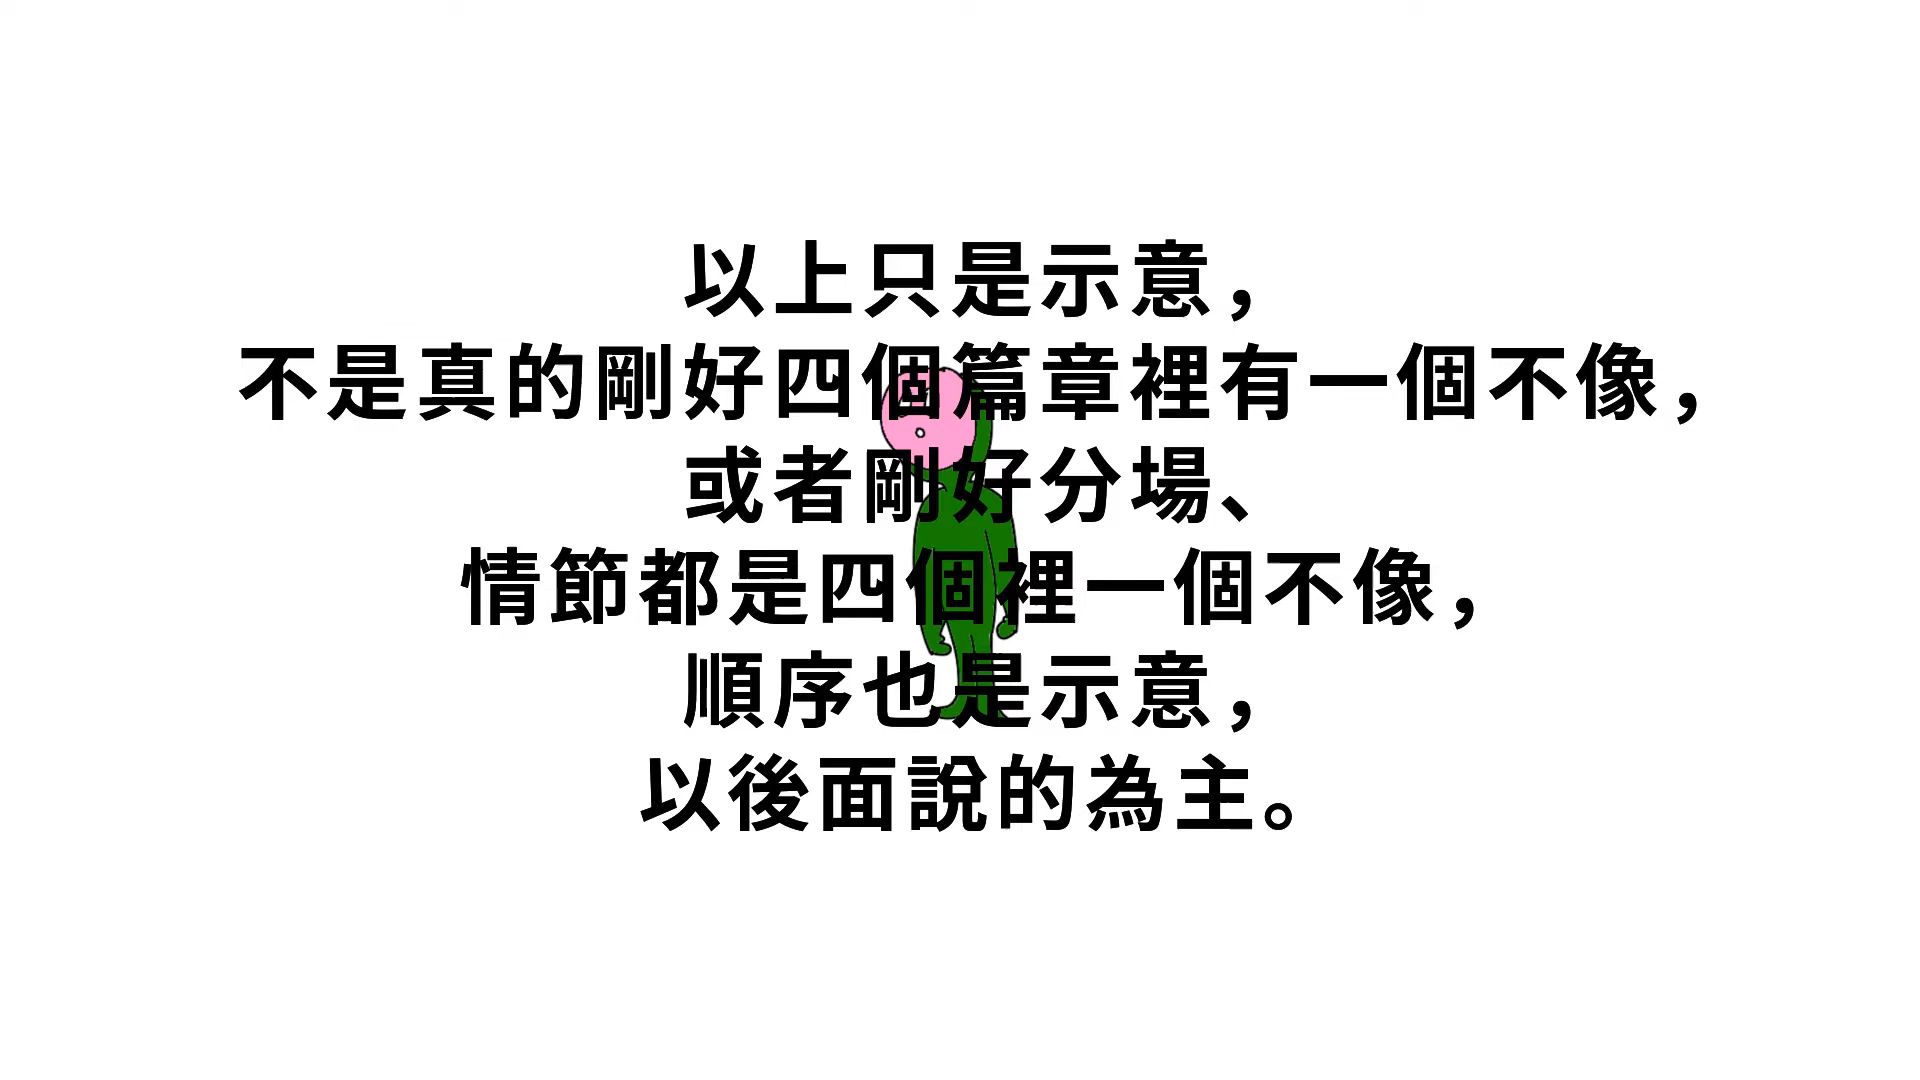 以上只是示意，
不是真的剛好四個篇章裡有一個不像，
或者剛好分場、
情節都是四個裡一個不像，
順序也是示意，
以後面說的為主。